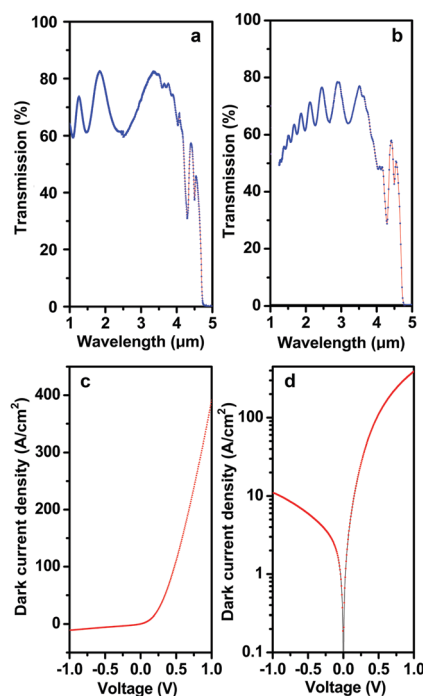 a
b
Transmission (%)
100
80
60
40
20
0
1 2 3 4 5
Wavelength (µm)
Transmission (%)
100
80
60
40
20
0
1 2 3 4 5
Wavelength (µm)
c
d
Dark current density (A/cm²)
400
300
200
100
0
-1.0 -0.5 0.0 0.5 1.0
Voltage (V)
Dark current density (A/cm²)
100
10
1
0.1
-1.0 -0.5 0.0 0.5 1.0
Voltage (V)